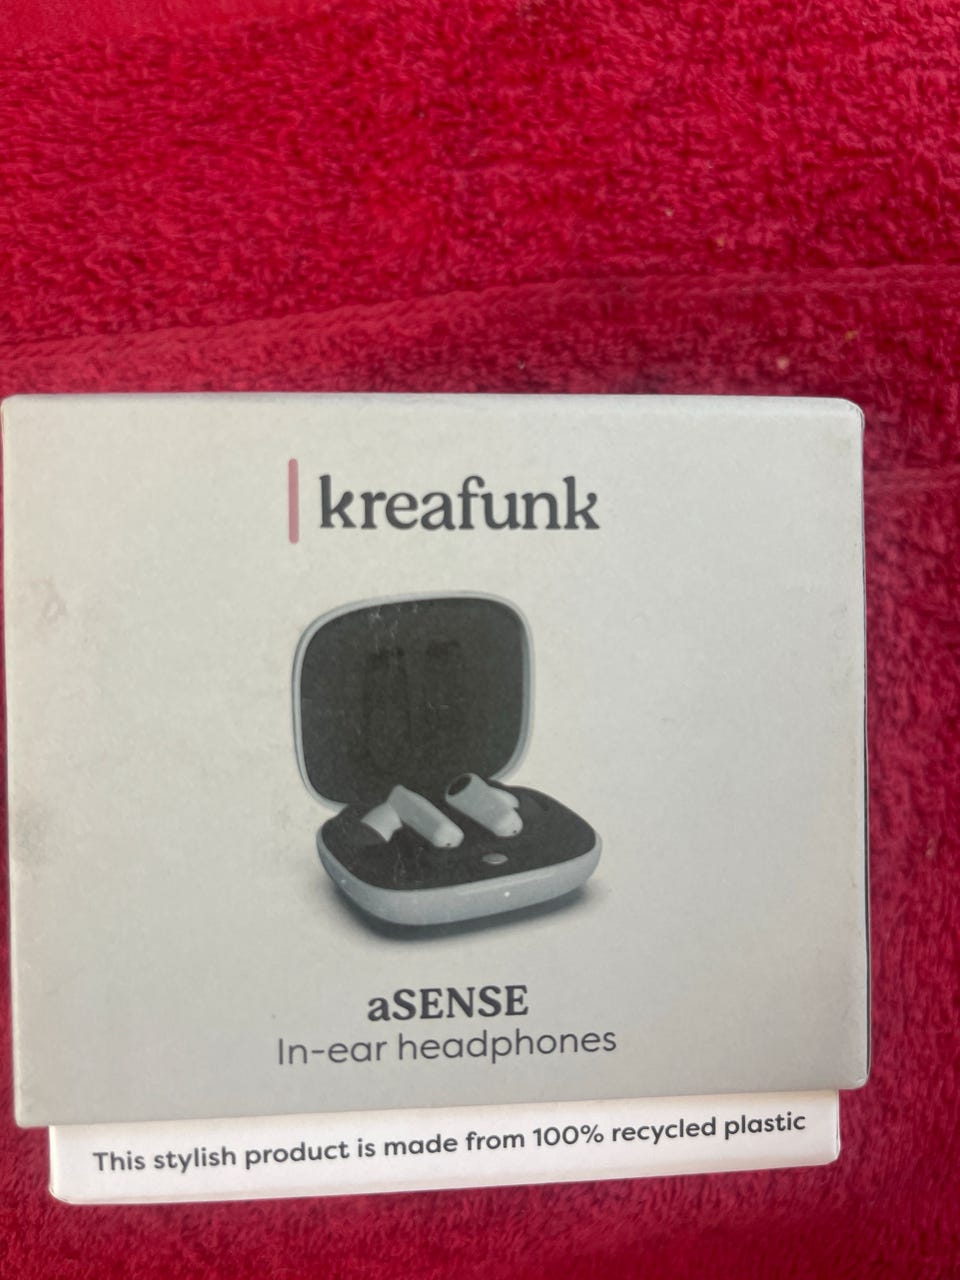 kreafunk
aSENSE
In-ear headphones
This stylish product is made from 100% recycled plastic